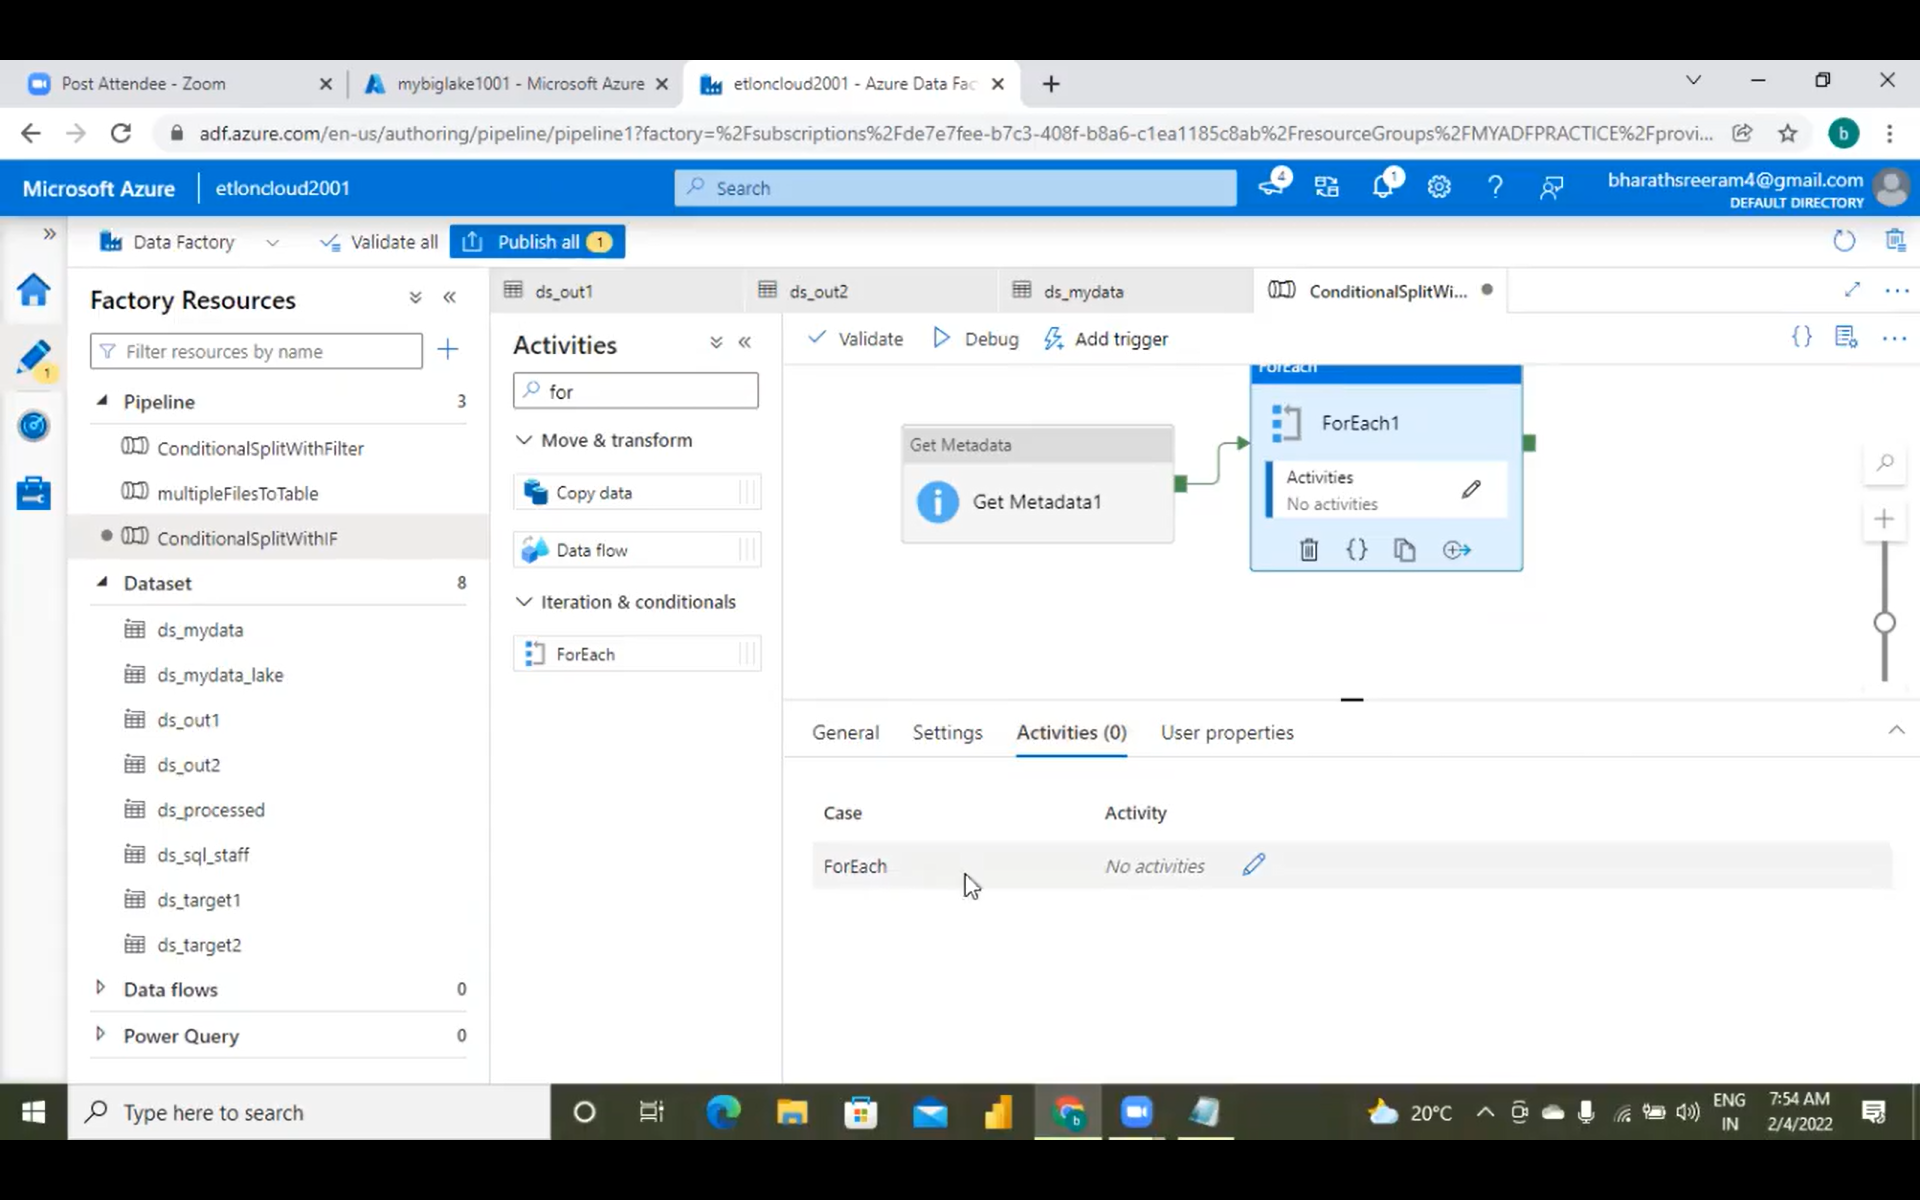 Post Attendee - Zoom
mybiglake1001 - Microsoft Azure
etloncloud2001 - Azure Data Fac
adf.azure.com/en-us/authoring/pipeline/pipeline1?factory=%2Fsubscriptions%2Fde7e7fee-b7c3-408f-b8a6-c1ea1185c8ab%2FresourceGroups%2FMYADFPRACTICE%2Fprovi...
b
Microsoft Azure
etloncloud2001
Search
4
1
bharathsreeram4@gmail.com
DEFAULT DIRECTORY
Data Factory
Validate all
Publish all 1
Factory Resources
ds_out1
ds_out2
ds_mydata
ConditionalSplitWi...
Filter resources by name
1
Activities
for
Validate
Debug
Add trigger
Pipeline 3
ConditionalSplitWithFilter
multipleFilesToTable
ConditionalSplitWithIF
Dataset 8
ds_mydata
ds_mydata_lake
ds_out1
ds_out2
ds_processed
ds_sql_staff
ds_target1
ds_target2
Data flows 0
Power Query 0
Move & transform
Copy data
Data flow
Iteration & conditionals
ForEach
Get Metadata
Get Metadata1
ForEach
ForEach1
Activities
No activities
General
Settings
Activities (0)
User properties
Case
Activity
ForEach
No activities
Type here to search
b
20°C
ENG
IN
7:54 AM
2/4/2022